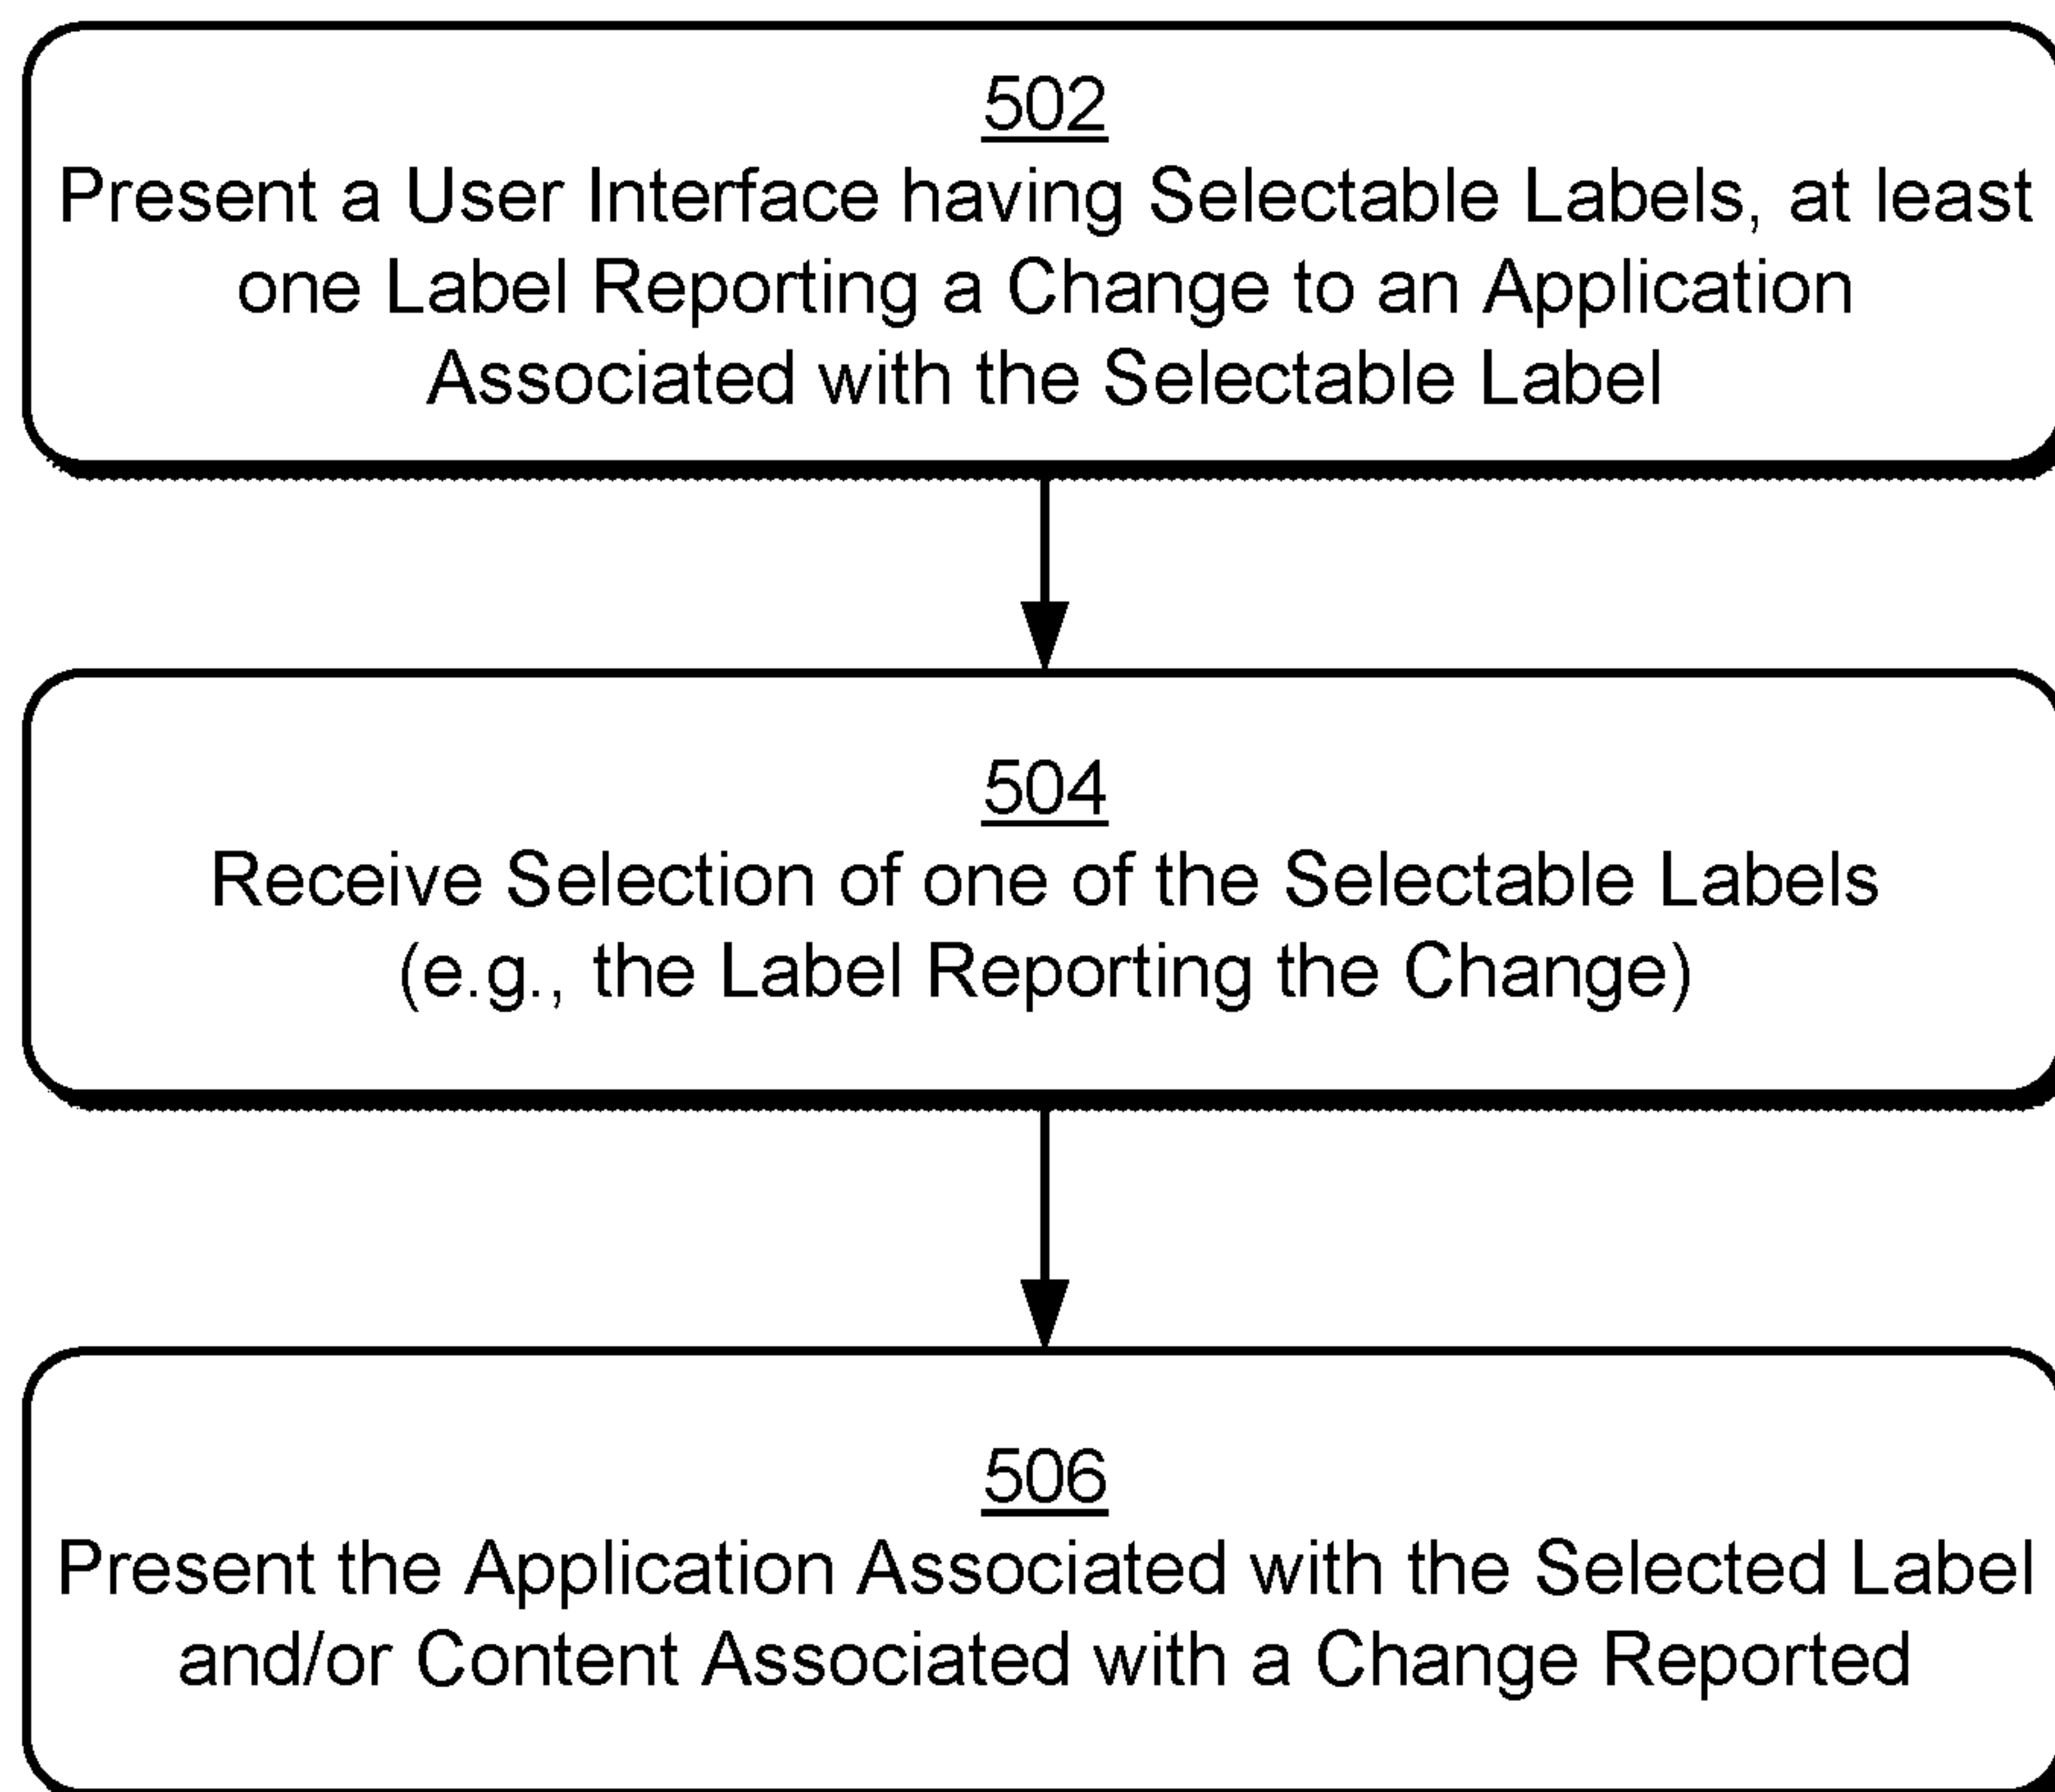 502
Present a User Interface having Selectable Labels, at least
one Label Reporting a Change to an Application
Associated with the Selectable Label
504
Receive Selection of one of the Selectable Labels
(e.g., the Label Reporting the Change)
506
Present the Application Associated with the Selected Label
and/or Content Associated with a Change Reported